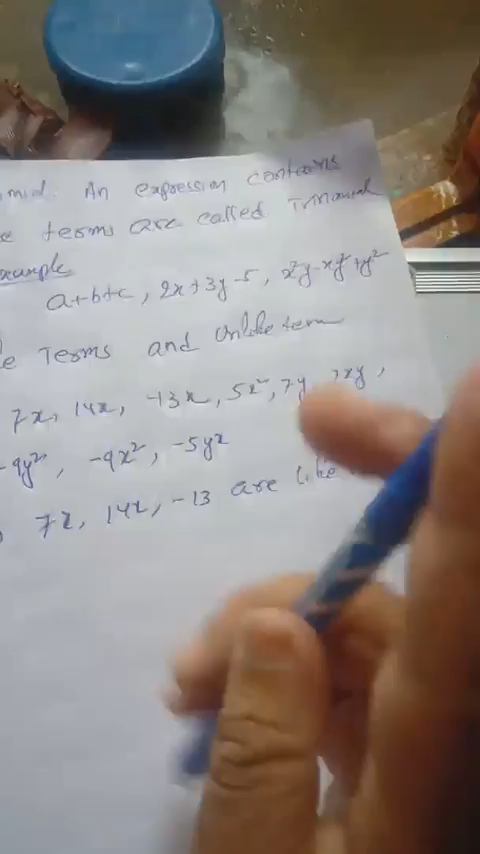 An expression contains
terms are called Trinomial
Example
a+b+c, 2x+3y-5, x²y-xy²+y²
Terms and Unlike term
7x, 14x, -13x, 5x², 7y, 7xy,
-9y², -9x², -5yx
7x, 14x, -13 are like